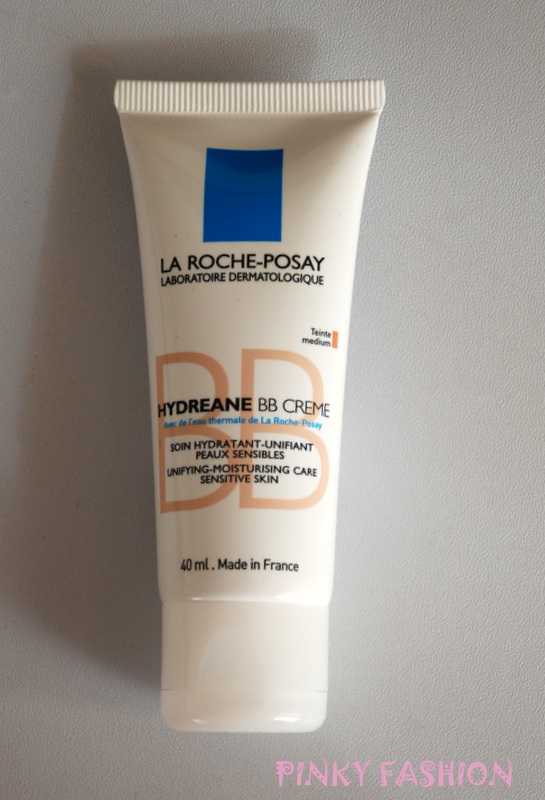 LA ROCHE-POSAY
LABORATOIRE DERMATOLOGIQUE
Teinte
medium
BB
HYDREANE BB CREME
Avec de l'eau thermale de La Roche-Posay
SOIN HYDRATANT-UNIFIANT
PEAUX SENSIBLES
UNIFYING-MOISTURISING CARE
SENSITIVE SKIN
40 ml . Made in France
PINKY FASHION